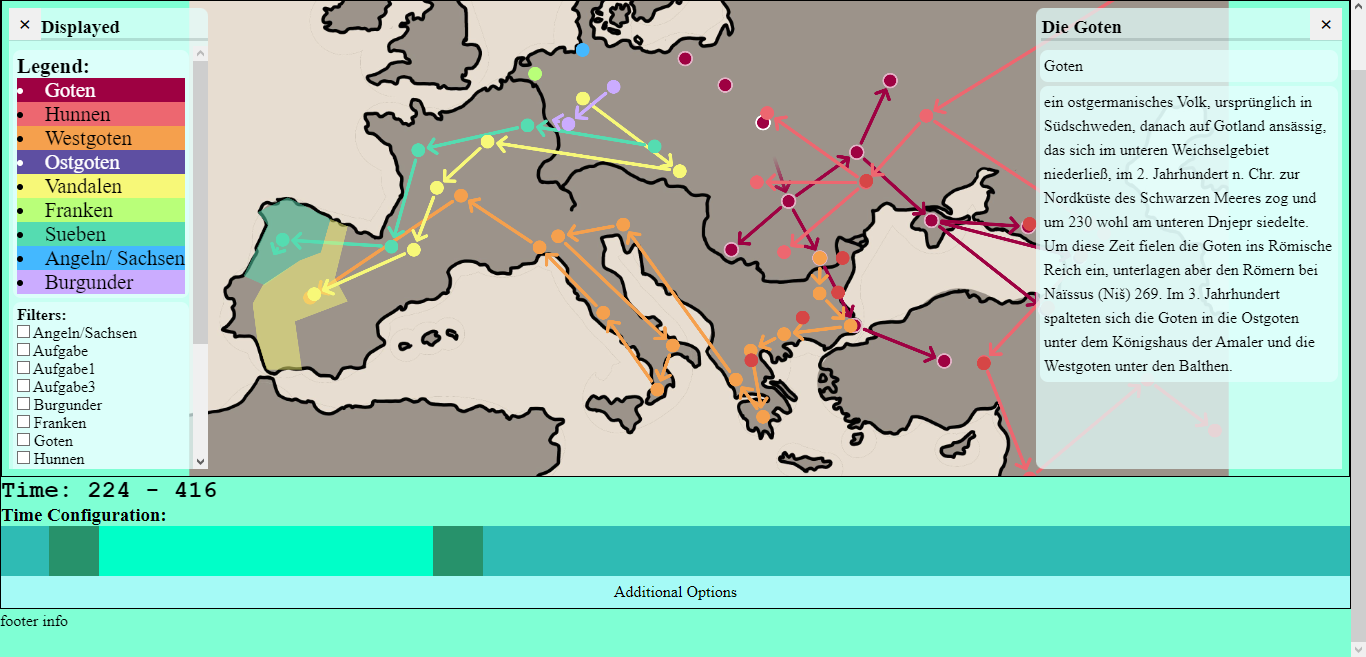 × Displayed
Legend:
Goten
Hunnen
Westgoten
Ostgoten
Vandalen
Franken
Sueben
Angeln/ Sachsen
Burgunder
Filters:
Angeln/Sachsen
Aufgabe
Aufgabe1
Aufgabe3
Burgunder
Franken
Goten
Hunnen
Die Goten ×
Goten
ein ostgermanisches Volk, ursprünglich in
Südschweden, danach auf Gotland ansässig,
das sich im unteren Weichselgebiet
niederließ, im 2. Jahrhundert n. Chr. zur
Nordküste des Schwarzen Meeres zog und
um 230 wohl am unteren Dnjepr siedelte.
Um diese Zeit fielen die Goten ins Römische
Reich ein, unterlagen aber den Römern bei
Naïssus (Niš) 269. Im 3. Jahrhundert
spalteten sich die Goten in die Ostgoten
unter dem Königshaus der Amaler und die
Westgoten unter den Balthen.
Time: 224 - 416
Time Configuration:
Additional Options
footer info